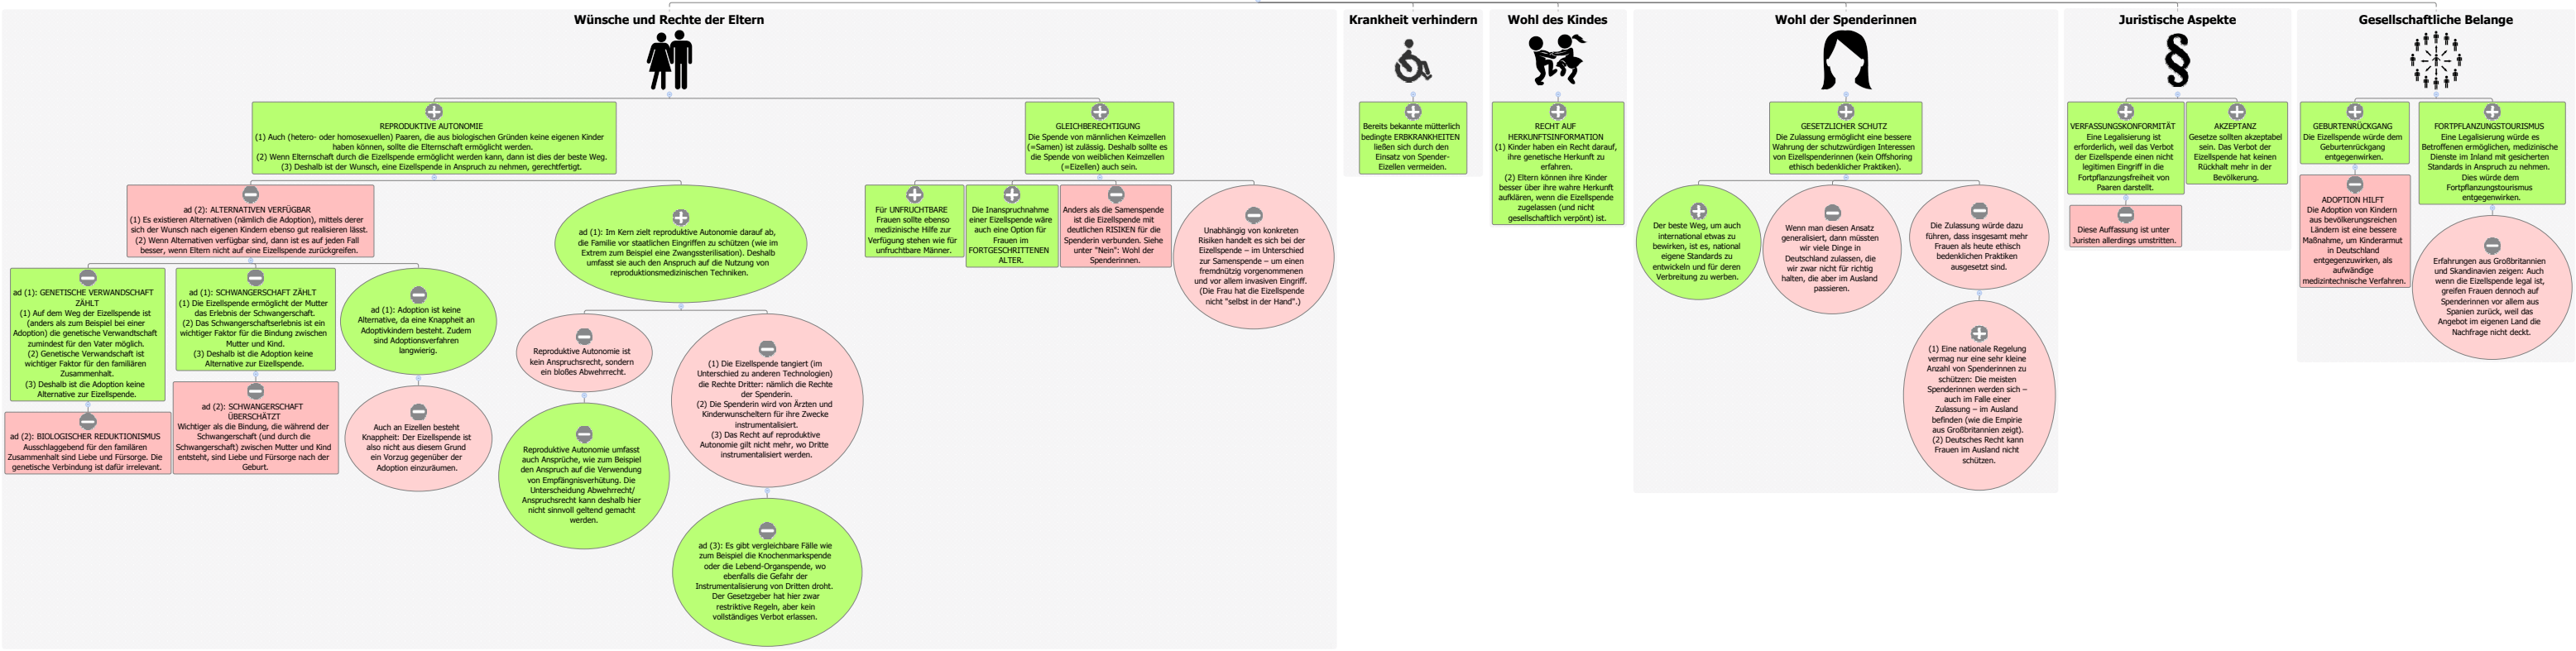 Wünsche und Rechte der Eltern
REPRODUKTIVE AUTONOMIE
(1) Auch (hetero- oder homosexuellen) Paaren, die aus biologischen Gründen keine eigenen Kinder
haben können, sollte die Elternschaft ermöglicht werden.
(2) Wenn Elternschaft durch die Eizellspende ermöglicht werden kann, dann ist dies der beste Weg.
(3) Deshalb ist der Wunsch, eine Eizellspende in Anspruch zu nehmen, gerechtfertigt.
ad (2): ALTERNATIVEN VERFÜGBAR
(1) Es existieren Alternativen (nämlich die Adoption), mittels derer
sich der Wunsch nach eigenen Kindern ebenso gut realisieren lässt.
(2) Wenn Alternativen verfügbar sind, dann ist es auf jeden Fall
besser, wenn Eltern nicht auf eine Eizellspende zurückgreifen.
ad (1): GENETISCHE VERWANDSCHAFT
ZÄHLT
(1) Auf dem Weg der Eizellspende ist
(anders als zum Beispiel bei einer
Adoption) die genetische Verwandtschaft
zumindest für den Vater möglich.
(2) Genetische Verwandschaft ist
wichtiger Faktor für den familiären
Zusammenhalt.
(3) Deshalb ist die Adoption keine
Alternative zur Eizellspende.
ad (2): BIOLOGISCHER REDUKTIONISMUS
Ausschlaggebend für den familären
Zusammenhalt sind Liebe und Fürsorge. Die
genetische Verbindung ist dafür irrelevant.
ad (1): SCHWANGERSCHAFT ZÄHLT
(1) Die Eizellspende ermöglicht der Mutter
das Erlebnis der Schwangerschaft.
(2) Das Schwangerschaftserlebnis ist ein
wichtiger Faktor für die Bindung zwischen
Mutter und Kind.
(3) Deshalb ist die Adoption keine
Alternative zur Eizellspende.
ad (2): SCHWANGERSCHAFT
ÜBERSCHÄTZT
Wichtiger als die Bindung, die während der
Schwangerschaft (und durch die
Schwangerschaft) zwischen Mutter und Kind
entsteht, sind Liebe und Fürsorge nach der
Geburt.
ad (1): Adoption ist keine
Alternative, da eine Knappheit an
Adoptivkindern besteht. Zudem
sind Adoptionsverfahren
langwierig.
Auch an Eizellen besteht
Knappheit: Der Eizellspende ist
also nicht aus diesem Grund
ein Vorzug gegenüber der
Adoption einzuräumen.
ad (1): Im Kern zielt reproduktive Autonomie darauf ab,
die Familie vor staatlichen Eingriffen zu schützen (wie im
Extrem zum Beispiel eine Zwangssterilisation). Deshalb
umfasst sie auch den Anspruch auf die Nutzung von
reproduktionsmedizinischen Techniken.
Reproduktive Autonomie ist
kein Anspruchsrecht, sondern
ein bloßes Abwehrrecht.
Reproduktive Autonomie umfasst
auch Ansprüche, wie zum Beispiel
den Anspruch auf die Verwendung
von Empfängnisverhütung. Die
Unterscheidung Abwehrrecht/
Anspruchsrecht kann deshalb hier
nicht sinnvoll geltend gemacht
werden.
(1) Die Eizellspende tangiert (im
Unterschied zu anderen Technologien)
die Rechte Dritter: nämlich die Rechte
der Spenderin.
(2) Die Spenderin wird von Ärzten und
Kinderwunscheltern für ihre Zwecke
instrumentalisiert.
(3) Das Recht auf reproduktive
Autonomie gilt nicht mehr, wo Dritte
instrumentalisiert werden.
ad (3): Es gibt vergleichbare Fälle wie
zum Beispiel die Knochenmarkspende
oder die Lebend-Organspende, wo
ebenfalls die Gefahr der
Instrumentalisierung von Dritten droht.
Der Gesetzgeber hat hier zwar
restriktive Regeln, aber kein
vollständiges Verbot erlassen.
GLEICHBERECHTIGUNG
Die Spende von männlichen Keimzellen
(=Samen) ist zulässig. Deshalb sollte es
die Spende von weiblichen Keimzellen
(=Eizellen) auch sein.
Für UNFRUCHTBARE
Frauen sollte ebenso
medizinische Hilfe zur
Verfügung stehen wie für
unfruchtbare Männer.
Die Inanspruchnahme
einer Eizellspende wäre
auch eine Option für
Frauen im
FORTGESCHRITTENEN
ALTER.
Anders als die Samenspende
ist die Eizellspende mit
deutlichen RISIKEN für die
Spenderin verbunden. Siehe
unter "Nein": Wohl der
Spenderinnen.
Unabhängig von konkreten
Risiken handelt es sich bei der
Eizellspende – im Unterschied
zur Samenspende – um einen
fremdnützig vorgenommenen
und vor allem invasiven Eingriff.
(Die Frau hat die Eizellspende
nicht "selbst in der Hand".)
Krankheit verhindern
Bereits bekannte mütterlich
bedingte ERBKRANKHEITEN
ließen sich durch den
Einsatz von Spender-
Eizellen vermeiden.
Wohl des Kindes
RECHT AUF
HERKUNFTSINFORMATION
(1) Kinder haben ein Recht darauf,
ihre genetische Herkunft zu
erfahren.
(2) Eltern können ihre Kinder
besser über ihre wahre Herkunft
aufklären, wenn die Eizellspende
zugelassen (und nicht
gesellschaftlich verpönt) ist.
Wohl der Spenderinnen
GESETZLICHER SCHUTZ
Die Zulassung ermöglicht eine bessere
Wahrung der schutzwürdigen Interessen
von Eizellspenderinnen (kein Offshoring
ethisch bedenklicher Praktiken).
Der beste Weg, um auch
international etwas zu
bewirken, ist es, national
eigene Standards zu
entwickeln und für deren
Verbreitung zu werben.
Wenn man diesen Ansatz
generalisiert, dann müssten
wir viele Dinge in
Deutschland zulassen, die
wir zwar nicht für richtig
halten, die aber im Ausland
passieren.
Die Zulassung würde dazu
führen, dass insgesamt mehr
Frauen als heute ethisch
bedenklichen Praktiken
ausgesetzt sind.
(1) Eine nationale Regelung
vermag nur eine sehr kleine
Anzahl von Spenderinnen zu
schützen: Die meisten
Spenderinnen werden sich –
auch im Falle einer
Zulassung – im Ausland
befinden (wie die Empirie
aus Großbritannien zeigt).
(2) Deutsches Recht kann
Frauen im Ausland nicht
schützen.
Juristische Aspekte
§
VERFASSUNGSKONFORMITÄT
Eine Legalisierung ist
erforderlich, weil das Verbot
der Eizellspende einen nicht
legitimen Eingriff in die
Fortpflanzungsfreiheit von
Paaren darstellt.
Diese Auffassung ist unter
Juristen allerdings umstritten.
AKZEPTANZ
Gesetze sollten akzeptabel
sein. Das Verbot der
Eizellspende hat keinen
Rückhalt mehr in der
Bevölkerung.
Gesellschaftliche Belange
GEBURTENRÜCKGANG
Die Eizellspende würde dem
Geburtenrückgang
entgegenwirken.
ADOPTION HILFT
Die Adoption von Kindern
aus bevölkerungsreichen
Ländern ist eine bessere
Maßnahme, um Kinderarmut
in Deutschland
entgegenzuwirken, als
aufwändige
medizintechnische Verfahren.
FORTPFLANZUNGSTOURISMUS
Eine Legalisierung würde es
Betroffenen ermöglichen, medizinische
Dienste im Inland mit gesicherten
Standards in Anspruch zu nehmen.
Dies würde dem
Fortpflanzungstourismus
entgegenwirken.
Erfahrungen aus Großbritannien
und Skandinavien zeigen: Auch
wenn die Eizellspende legal ist,
greifen Frauen dennoch auf
Spenderinnen vor allem aus
Spanien zurück, weil das
Angebot im eigenen Land die
Nachfrage nicht deckt.